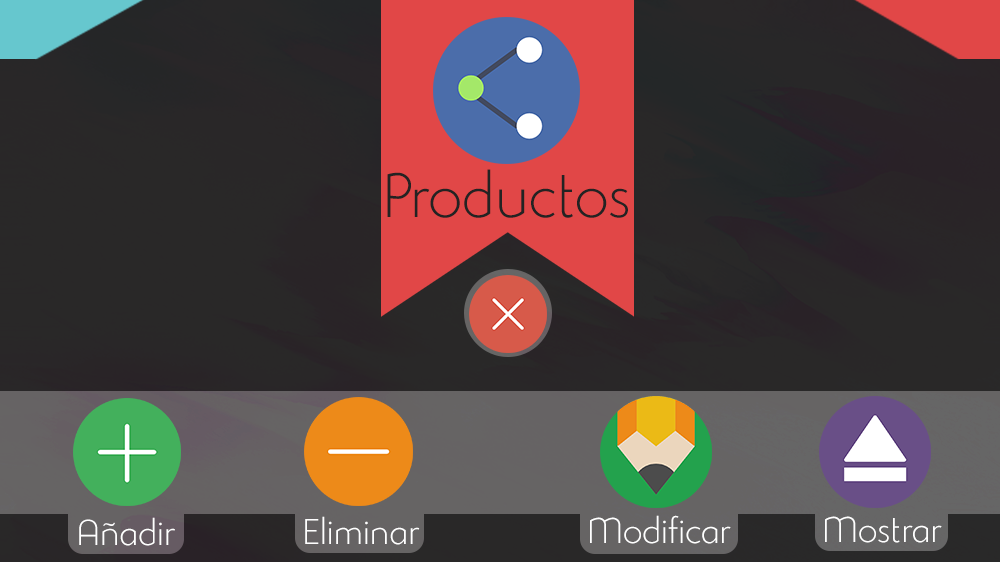 Productos
Añadir
Eliminar
Modificar
Mostrar